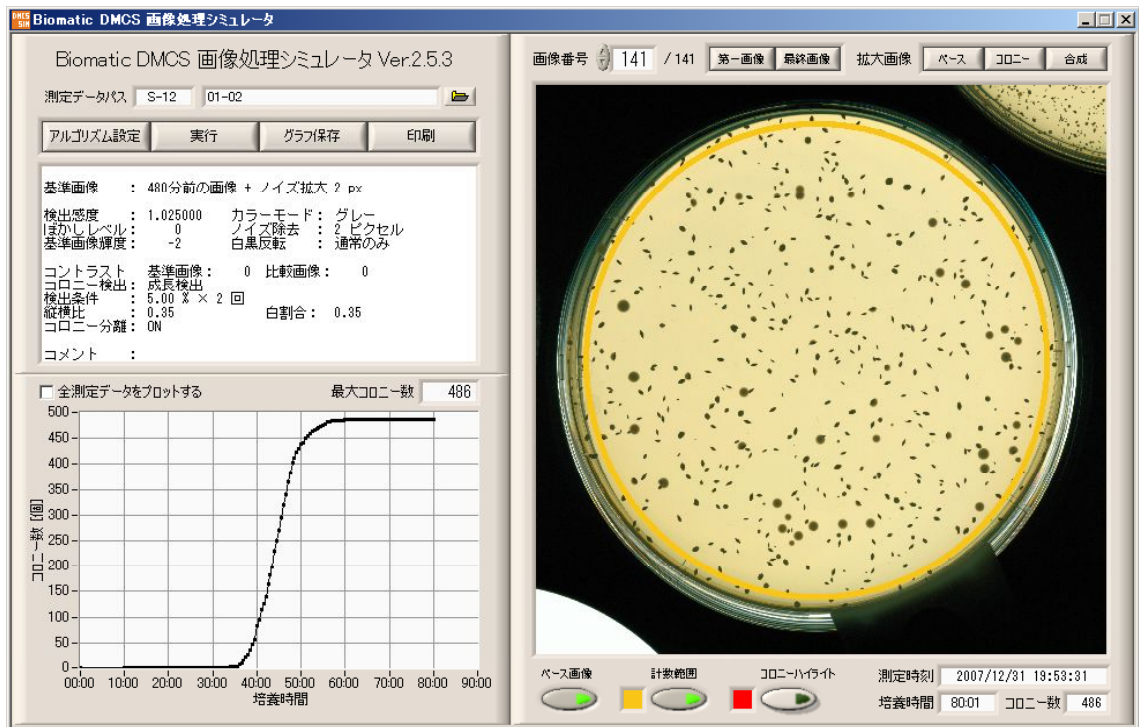 DMCS SIM Biomatic DMCS 画像処理シミュレータ
Biomatic DMCS 画像処理シミュレータ Ver.2.5.3
測定データパス S-12 01-02
アルゴリズム設定 実行 グラフ保存 印刷
基準画像 : 480分前の画像 + ノイズ拡大 2 px
検出感度 : 1.025000 カラーモード : グレー
ぼかしレベル : 0 ノイズ除去 : 2 ピクセル
基準画像輝度 : -2 白黒反転 : 通常のみ
コントラスト 基準画像 : 0 比較画像 : 0
コロニー検出 : 成長検出
検出条件 : 5.00 % × 2 回
縦横比 : 0.35 白割合 : 0.35
コロニー分離 : ON
コメント :
全測定データをプロットする 最大コロニー数 486
コロニー数 [個]
500
450
400
350
300
250
200
150
100
50
0
00:00 10:00 20:00 30:00 40:00 50:00 60:00 70:00 80:00 90:00
培養時間
画像番号 141 / 141 第一画像 最終画像 拡大画像 ベース コロニー 合成
ベース画像 計数範囲 コロニーハイライト 測定時刻 2007/12/31 19:53:31
培養時間 80:01 コロニー数 486